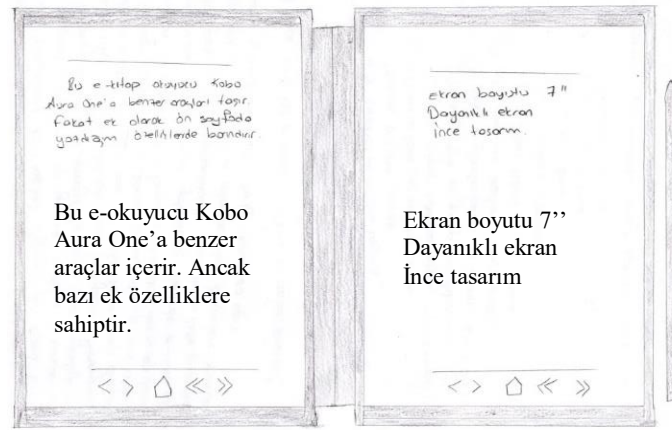 Bu e-kitap okuyucu Kobo
Aura One'a benzer araçları taşır.
Fakat ek olarak ön sayfada
yazdığım özelliklerde barındırır.
Bu e-okuyucu Kobo
Aura One’a benzer
araçlar içerir. Ancak
bazı ek özelliklere
sahiptir.
ekran boyutu 7"
Dayanıklı ekran
ince tasarım.
Ekran boyutu 7’’
Dayanıklı ekran
İnce tasarım